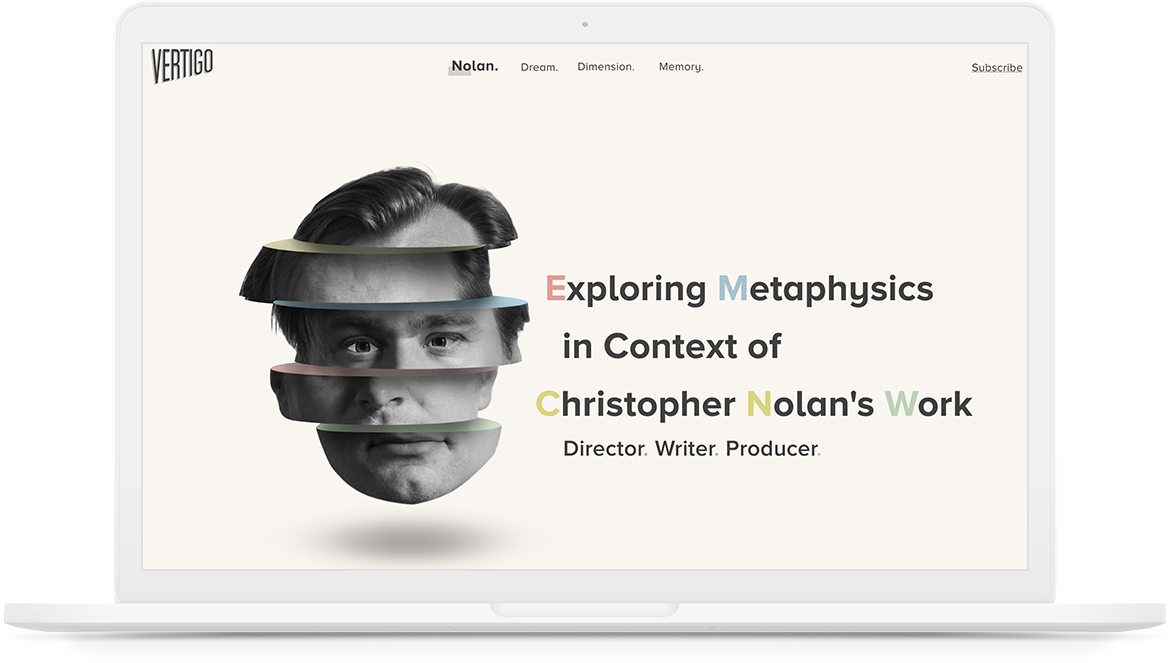 VERTIGO
Nolan. Dream. Dimension. Memory. Subscribe
Exploring Metaphysics
in Context of
Christopher Nolan's Work
Director. Writer. Producer.